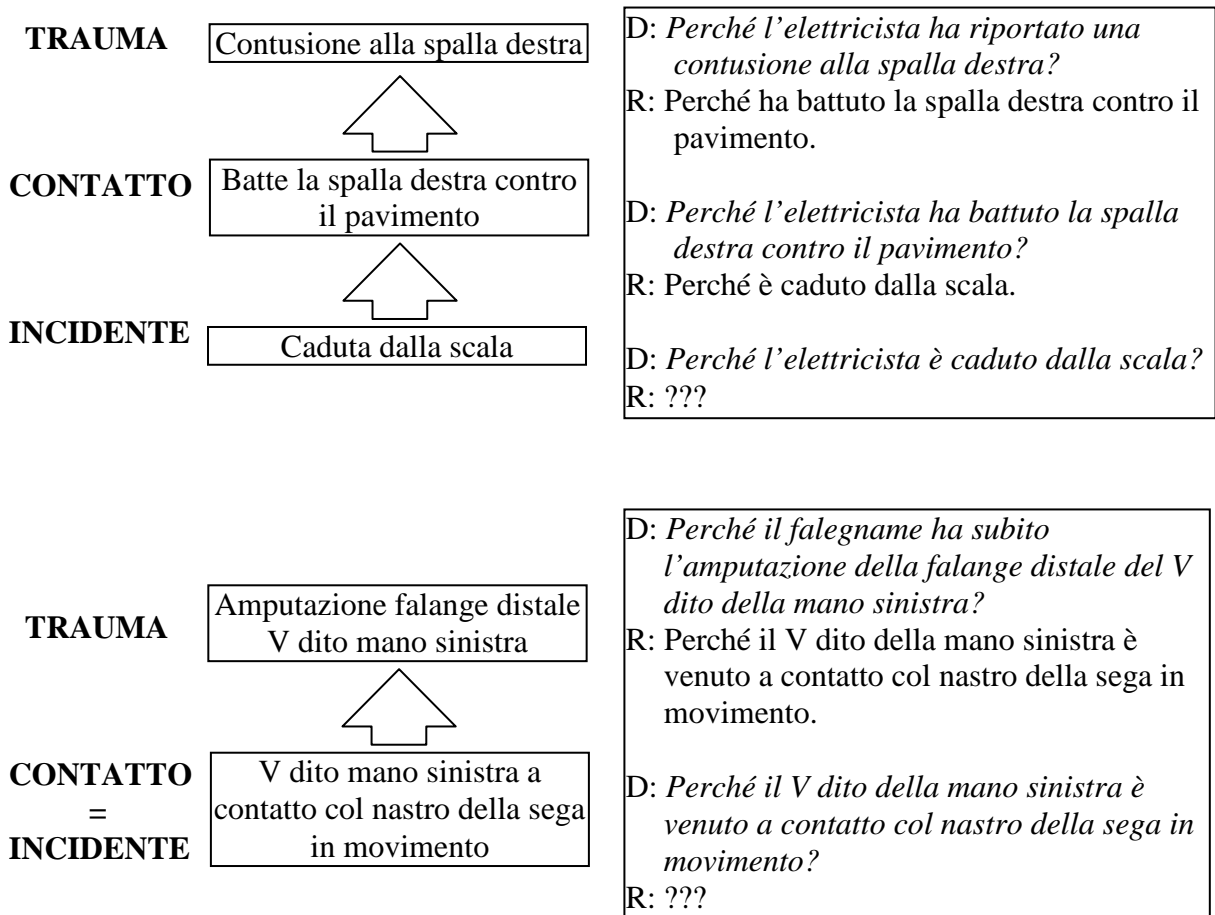 TRAUMA
Contusione alla spalla destra
CONTATTO
Batte la spalla destra contro
il pavimento
INCIDENTE
Caduta dalla scala
D: Perché l’elettricista ha riportato una
contusione alla spalla destra?
R: Perché ha battuto la spalla destra contro il
pavimento.
D: Perché l’elettricista ha battuto la spalla
destra contro il pavimento?
R: Perché è caduto dalla scala.
D: Perché l’elettricista è caduto dalla scala?
R: ???
TRAUMA
Amputazione falange distale
V dito mano sinistra
CONTATTO
=
INCIDENTE
V dito mano sinistra a
contatto col nastro della sega
in movimento
D: Perché il falegname ha subito
l’amputazione della falange distale del V
dito della mano sinistra?
R: Perché il V dito della mano sinistra è
venuto a contatto col nastro della sega in
movimento.
D: Perché il V dito della mano sinistra è
venuto a contatto col nastro della sega in
movimento?
R: ???